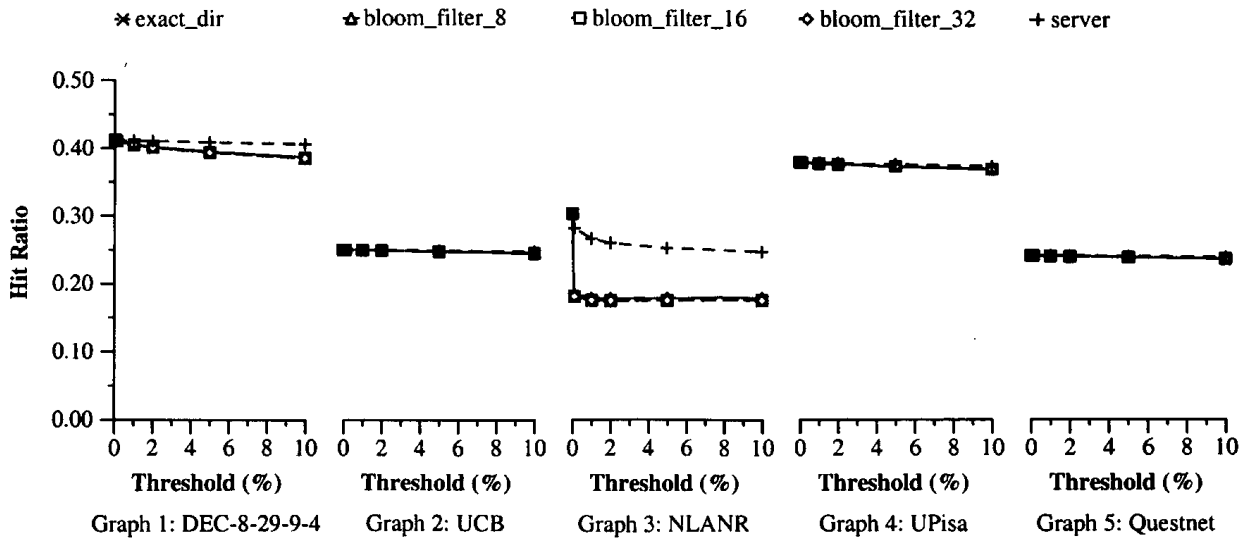 exact_dir bloom_filter_8 bloom_filter_16 bloom_filter_32 server
Hit Ratio
0.50
0.40
0.30
0.20
0.10
0.00
0 2 4 6 8 10 0 2 4 6 8 10 0 2 4 6 8 10 0 2 4 6 8 10 0 2 4 6 8 10
Threshold (%) Threshold (%) Threshold (%) Threshold (%) Threshold (%)
Graph 1: DEC-8-29-9-4 Graph 2: UCB Graph 3: NLANR Graph 4: UPisa Graph 5: Questnet